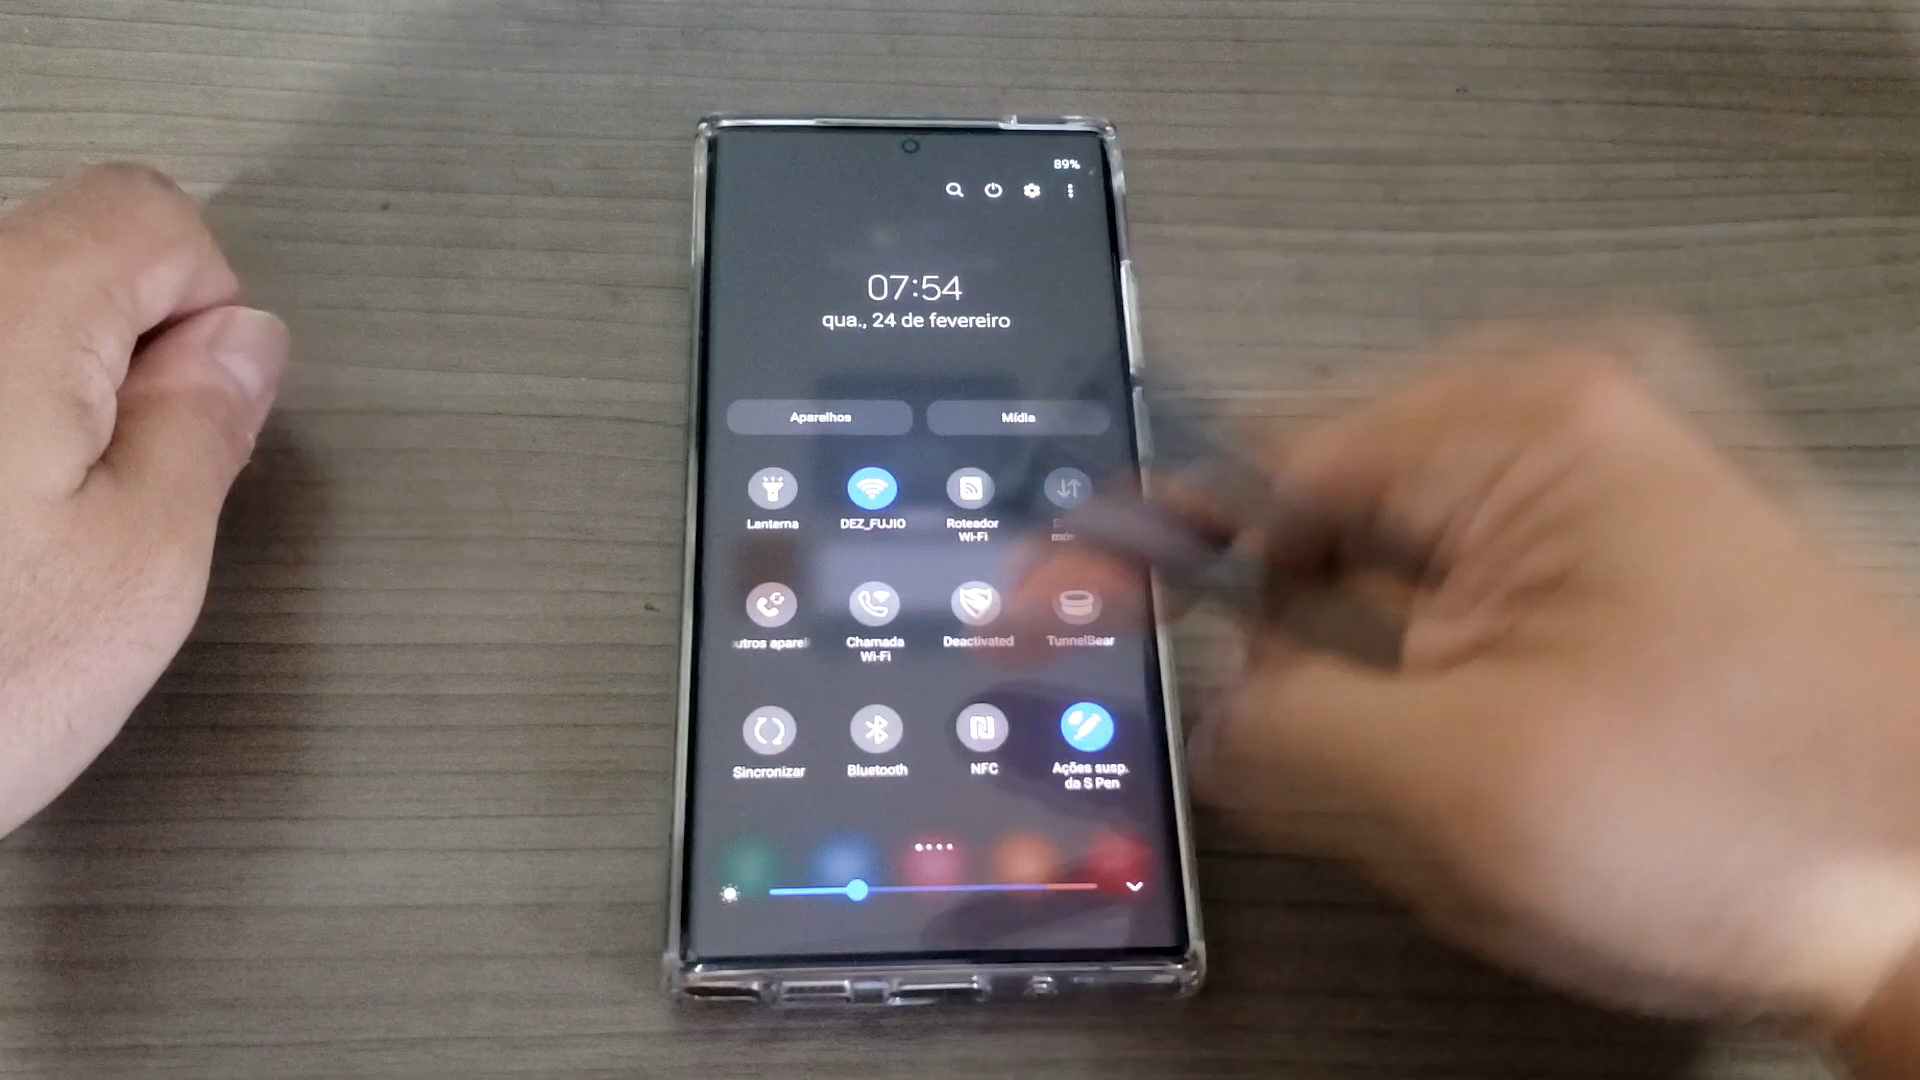 89%
07:54
qua., 24 de fevereiro
Aparelhos
Mídia
Lanterna
DEZ_FUJIO
Roteador
Wi-Fi
utros aparel
Chamada
Wi-Fi
Deactivated
TunnelBear
Sincronizar
Bluetooth
NFC
Ações susp.
da S Pen